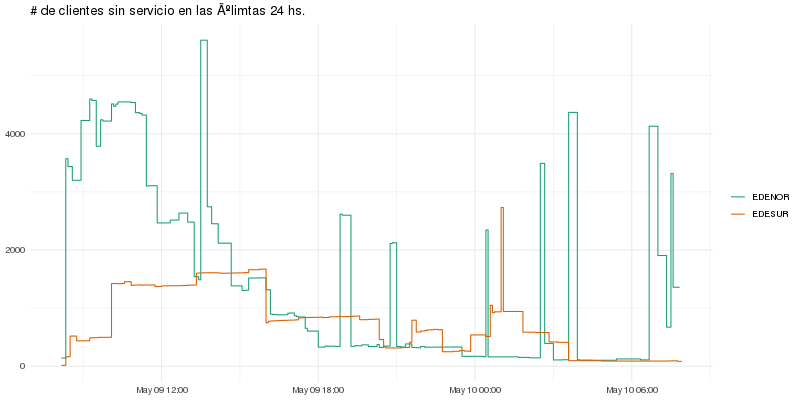 # de clientes sin servicio en las Ãºlimtas 24 hs.
4000
2000
0
May 09 12:00
May 09 18:00
May 10 00:00
May 10 06:00
EDENOR
EDESUR